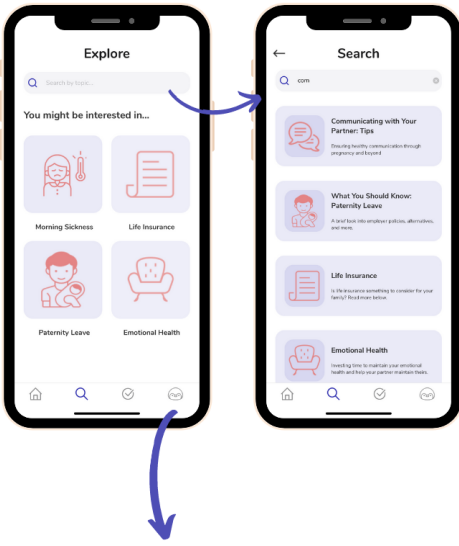 Explore
Search by topic...
You might be interested in...
Morning Sickness
Life Insurance
Paternity Leave
Emotional Health
Search
com
Communicating with Your
Partner: Tips
Ensuring healthy communication through
pregnancy and beyond
What You Should Know:
Paternity Leave
A brief look into employer policies, alternatives,
and more.
Life Insurance
Is life insurance something to consider for your
family? Read more below.
Emotional Health
Investing time to maintain your emotional
health and help your partner maintain theirs.